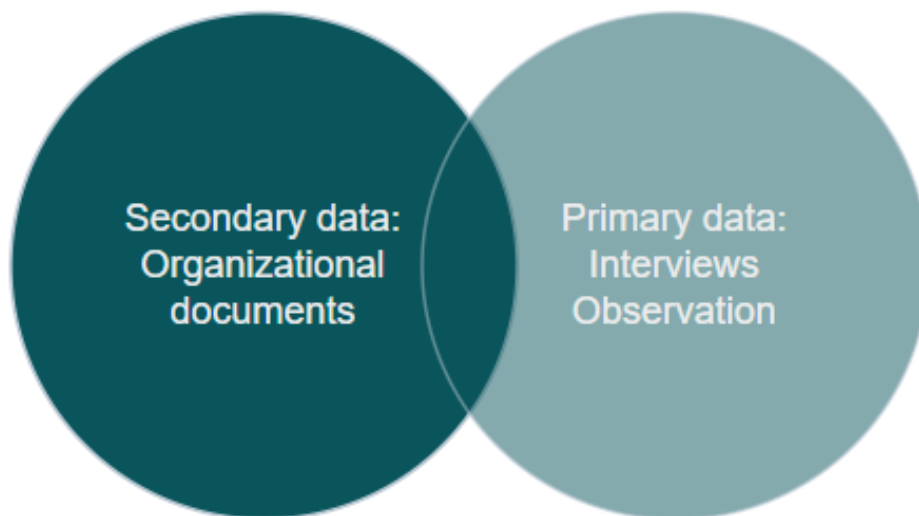 Secondary data:
Organizational
documents
Primary data:
Interviews
Observation